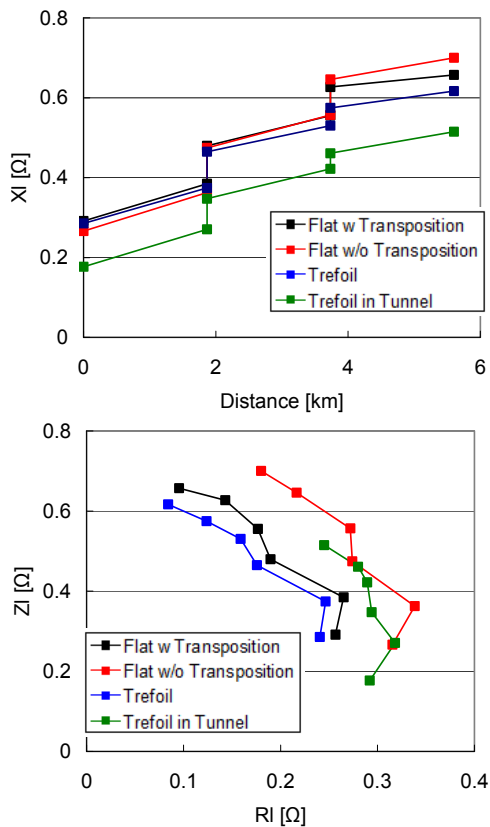 0.8
0.6
0.4
0.2
0
Xl [Ω]
Flat w Transposition
Flat w/o Transposition
Trefoil
Trefoil in Tunnel
0 2 4 6
Distance [km]
0.8
0.6
0.4
0.2
0
Zl [Ω]
Flat w Transposition
Flat w/o Transposition
Trefoil
Trefoil in Tunnel
0 0.1 0.2 0.3 0.4
Rl [Ω]